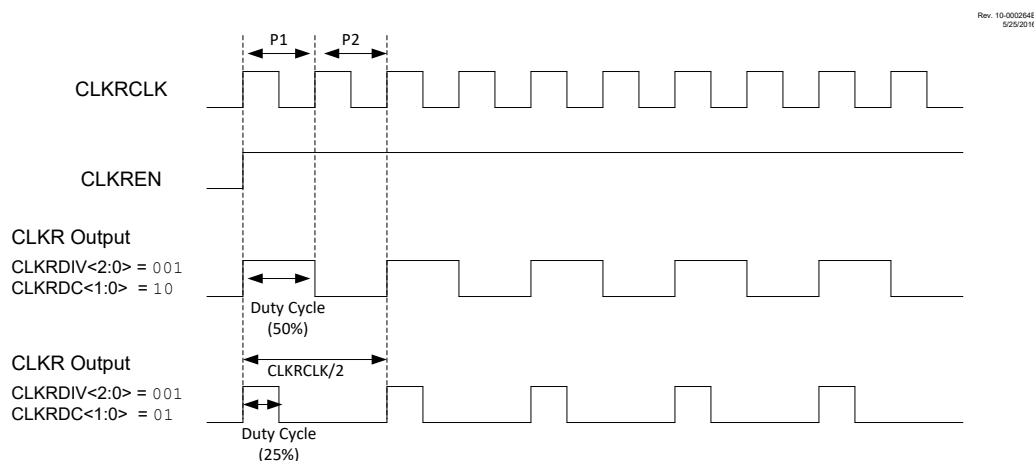 Rev. 10-000264E
5/25/2016
P1
P2
CLKRCLK
CLKREN
CLKR Output
CLKRDIV<2:0> = 001
CLKRDC<1:0> = 10
Duty Cycle
(50%)
CLKR Output
CLKRCLK/2
CLKRDIV<2:0> = 001
CLKRDC<1:0> = 01
Duty Cycle
(25%)